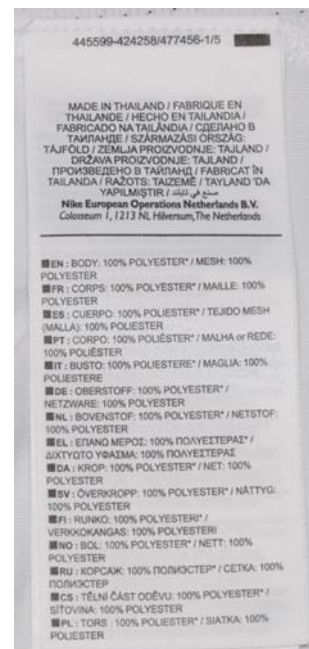 445599-424258/477456-1/5
MADE IN THAILAND / FABRIQUE EN
THAILANDE / HECHO EN TAILANDIA /
FABRICADO NA TAILÂNDIA / СДЕЛАНО В
ТАИЛАНДЕ / SZÁRMAZÁSI ORSZÁG:
TÁJFÖLD / ZEMLJA PROIZVODNJE: TAJLAND /
DRŽAVA PROIZVODNJE: TAJLAND /
ПРОИЗВЕДЕНО В ТАЙЛАНД / FABRICAT ÎN
TAILANDA / RAŽOTS: TAIZEMĒ / TAYLAND 'DA
YAPILMIŞTIR / صنع في تايلند
Nike European Operations Netherlands B.V.
Colosseum 1, 1213 NL Hilversum, The Netherlands
EN : BODY: 100% POLYESTER* / MESH: 100%
POLYESTER
FR : CORPS: 100% POLYESTER* / MAILLE: 100%
POLYESTER
ES : CUERPO: 100% POLIÉSTER* / TEJIDO MESH
(MALLA): 100% POLIESTER
PT : CORPO: 100% POLIÉSTER* / MALHA or REDE:
100% POLIÉSTER
IT : BUSTO: 100% POLIESTERE* / MAGLIA: 100%
POLIESTERE
DE : OBERSTOFF: 100% POLYESTER* /
NETZWARE: 100% POLYESTER
NL : BOVENSTOF: 100% POLYESTER* / NETSTOF:
100% POLYESTER
EL : ΕΠΑΝΩ ΜΕΡΟΣ: 100% ΠΟΛΥΕΣΤΕΡΑΣ* /
ΔΙΧΤΥΩΤΟ ΥΦΑΣΜΑ: 100% ΠΟΛΥΕΣΤΕΡΑΣ
DA : KROP: 100% POLYESTER* / NET: 100%
POLYESTER
SV : ÖVERKROPP: 100% POLYESTER* / NÄTTYG:
100% POLYESTER
FI : RUNKO: 100% POLYESTERI* /
VERKKOKANGAS: 100% POLYESTERI
NO : BOL: 100% POLYESTER* / NETT: 100%
POLYESTER
RU : КОРСАЖ: 100% ПОЛИЭСТЕР* / СЕТКА: 100%
ПОЛИЭСТЕР
CS : TĚLNÍ ČÁST ODĚVU: 100% POLYESTER* /
SÍŤOVINA: 100% POLYESTER
PL : TORS : 100% POLIESTER* / SIATKA: 100%
POLIESTER